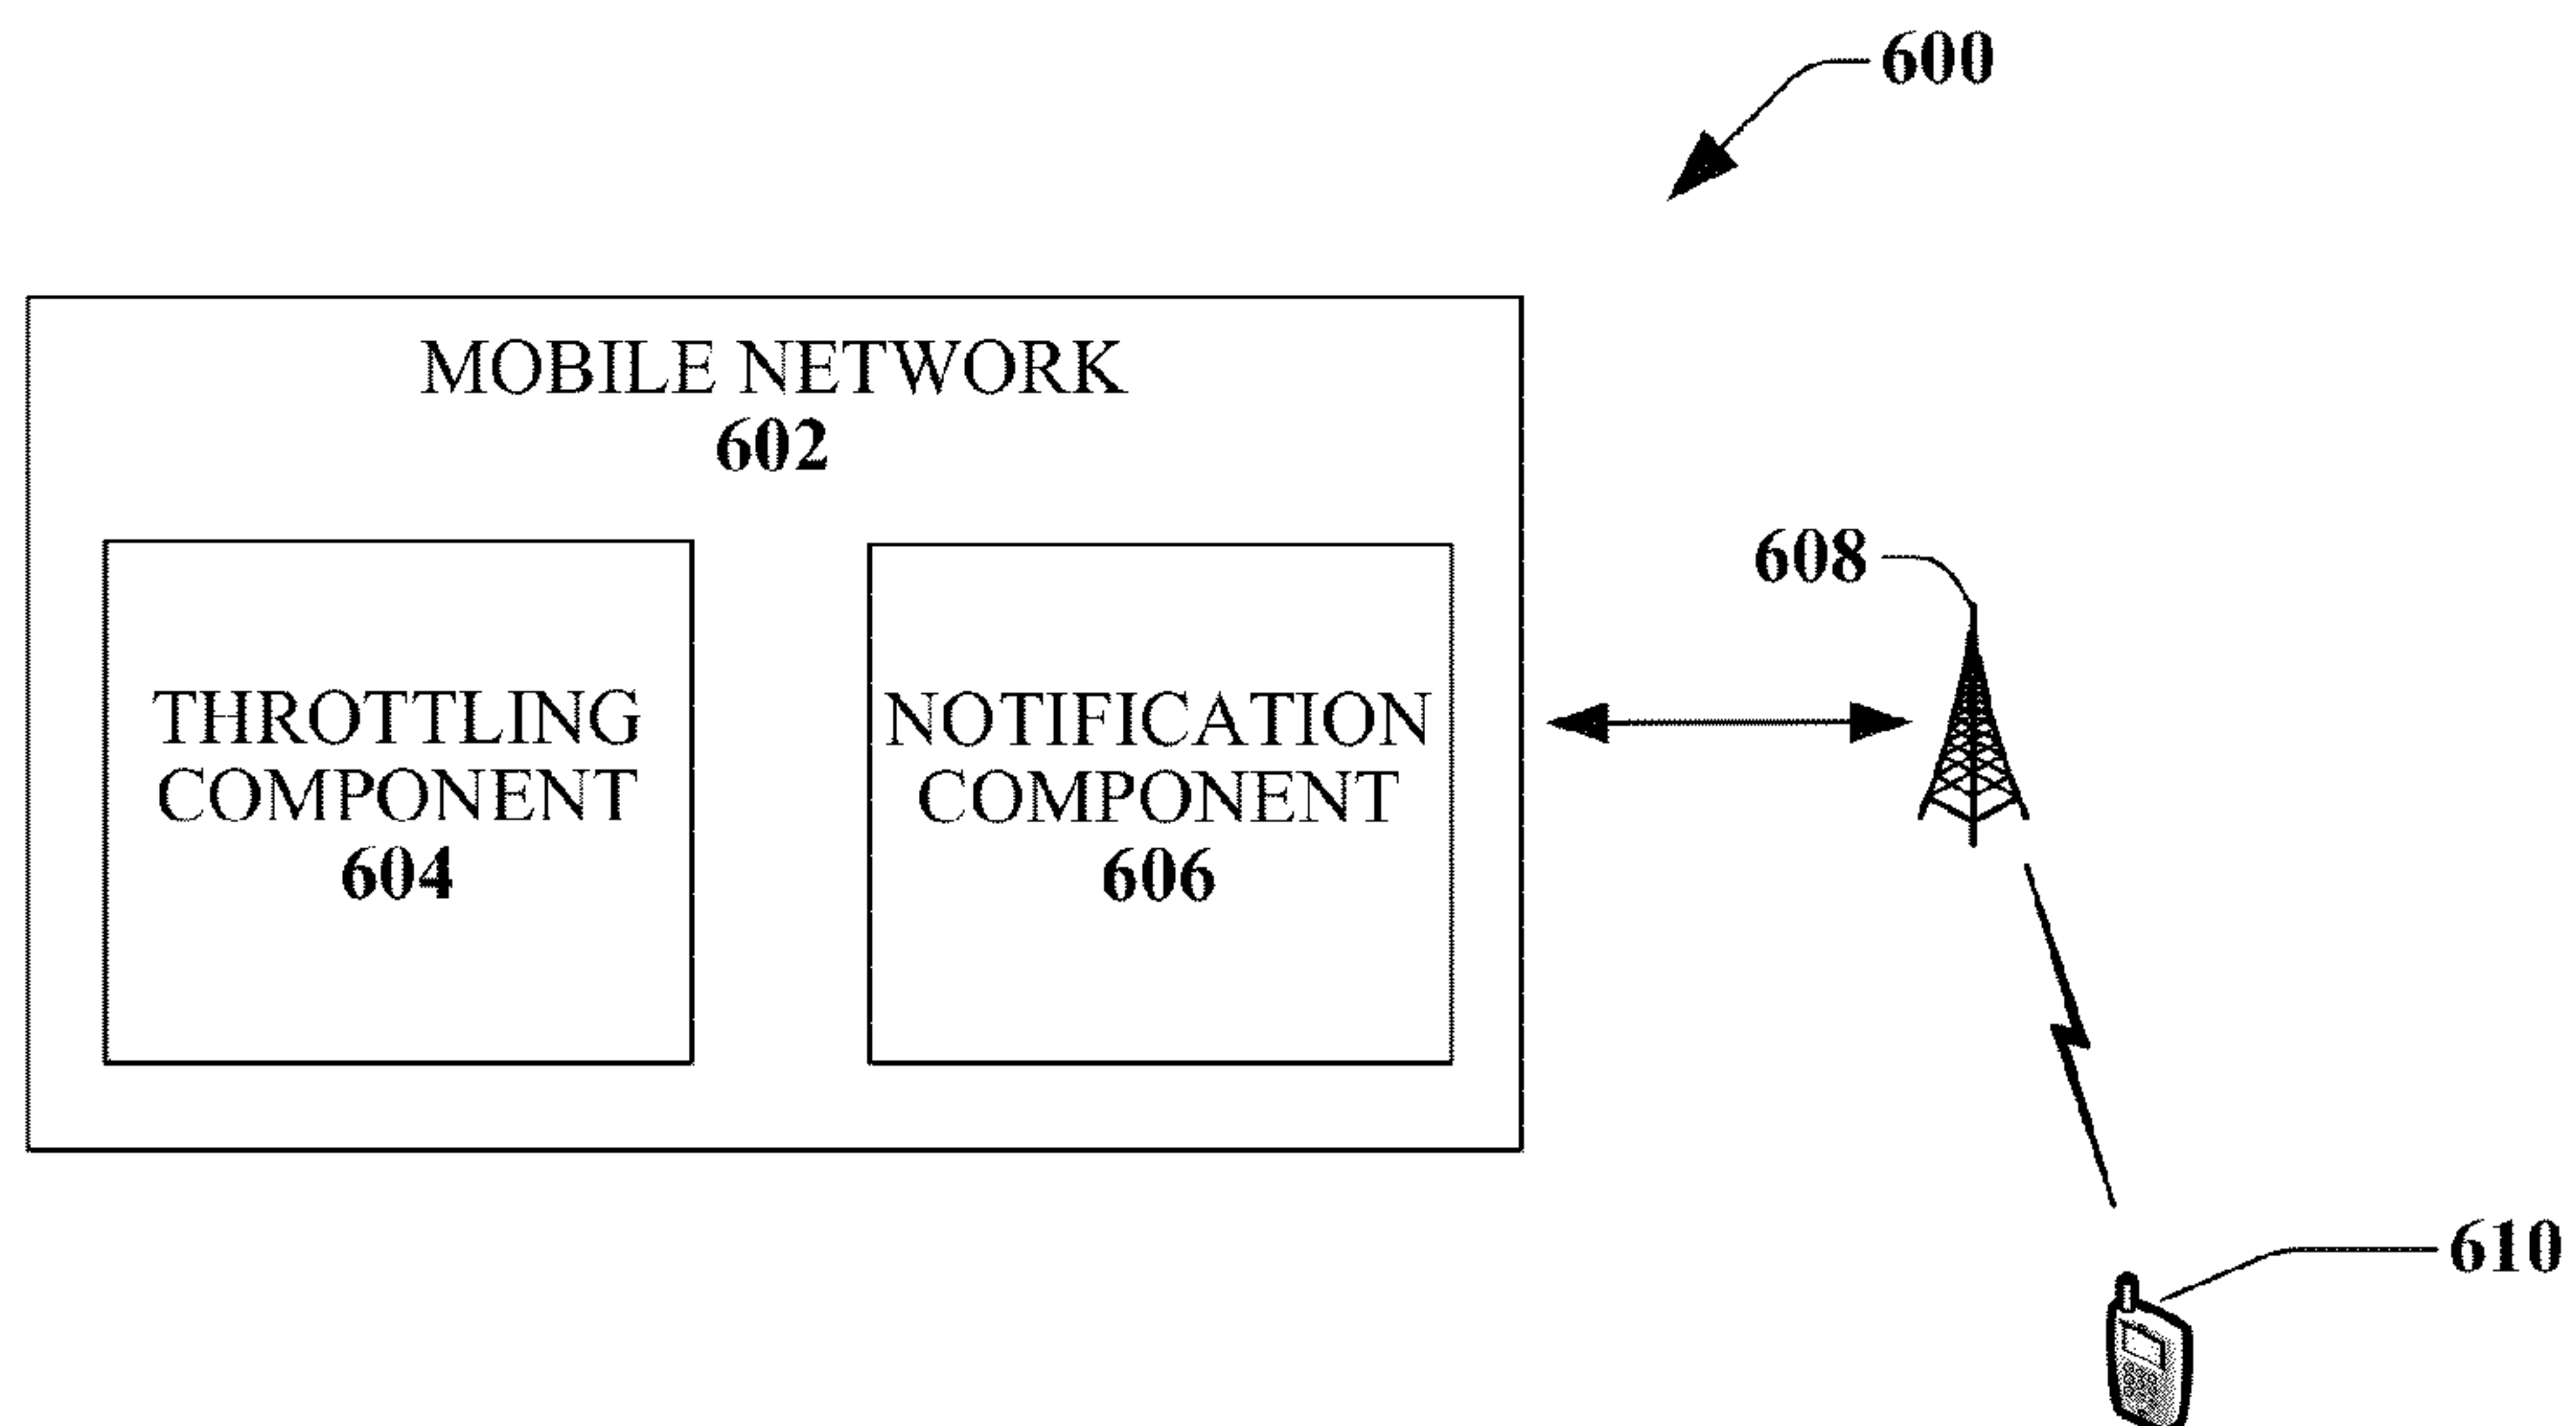 600
MOBILE NETWORK
602
608
THROTTLING
COMPONENT
604
NOTIFICATION
COMPONENT
606
610